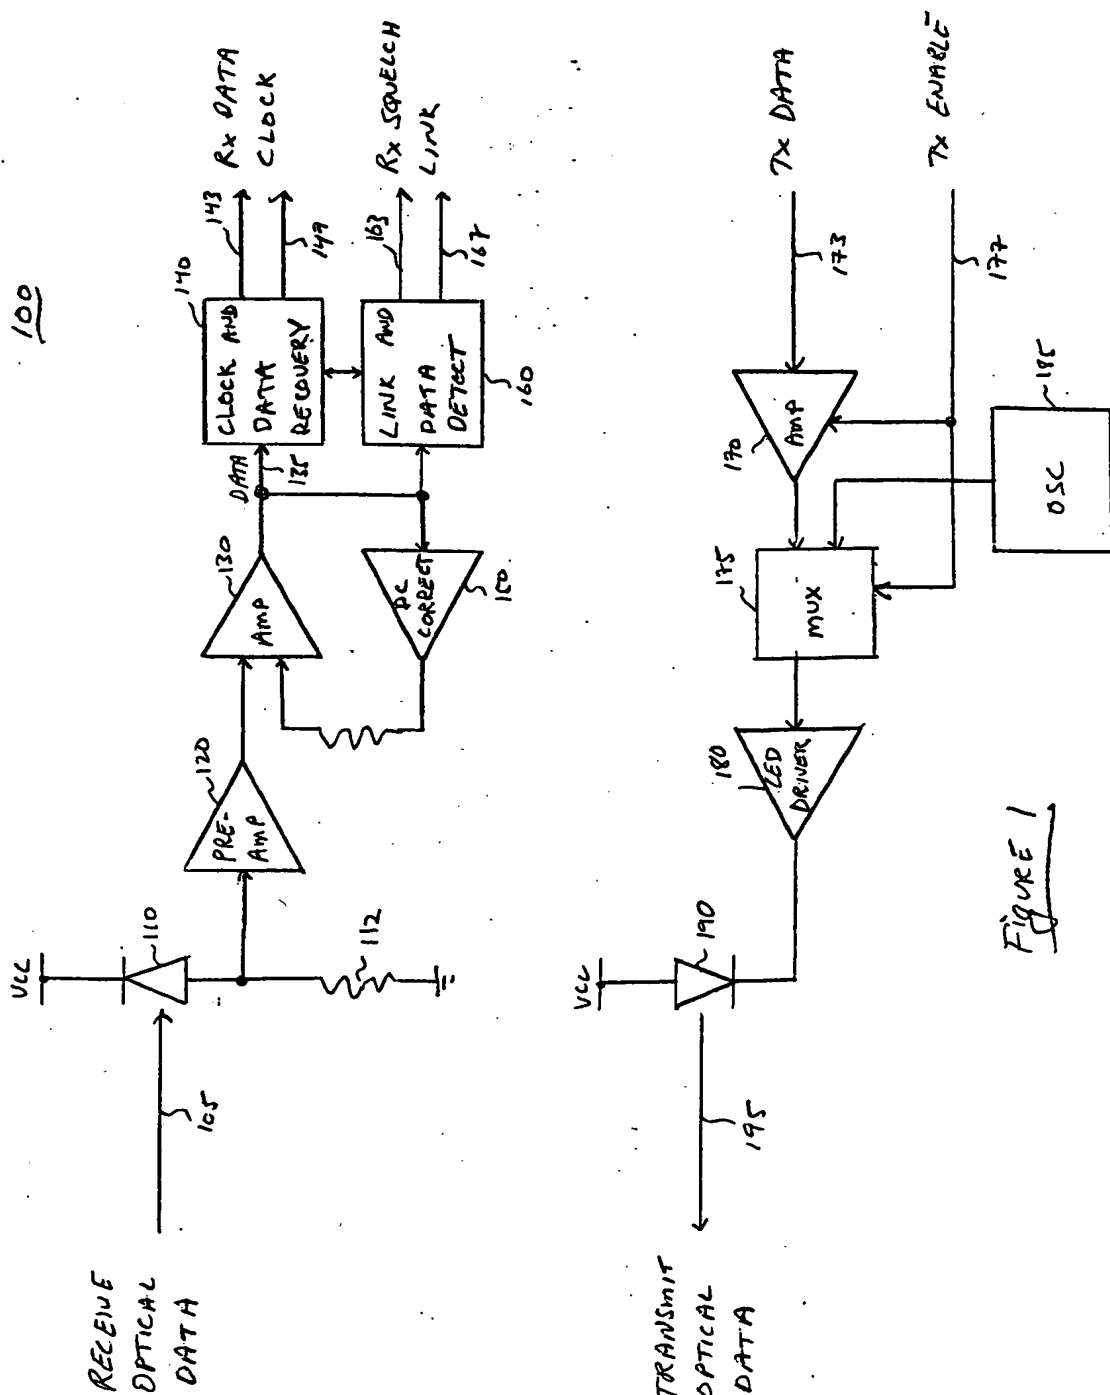 100
RECEIVE
OPTICAL
DATA
105
VCC
110
112
PRE-
AMP
120
AMP
130
DATA
135
DC
CORRECT
150
CLOCK AND
DATA
RECOVERY
140
143
Rx DATA
149
CLOCK
LINK AND
DATA
DETECT
160
163
Rx SQUELCH
167
LINK
TRANSMIT
OPTICAL
DATA
195
VCC
190
LED
DRIVER
180
MUX
175
AMP
170
173
Tx DATA
177
Tx ENABLE
OSC
185
Figure 1